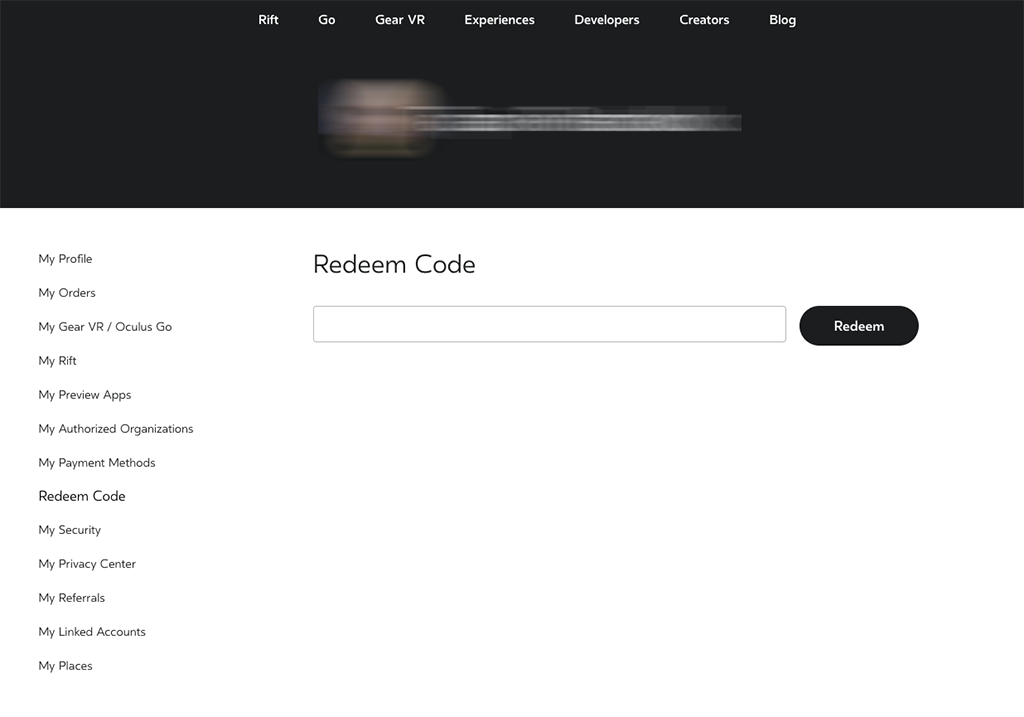 Rift Go Gear VR Experiences Developers Creators Blog
My Profile
My Orders
My Gear VR / Oculus Go
My Rift
My Preview Apps
My Authorized Organizations
My Payment Methods
Redeem Code
My Security
My Privacy Center
My Referrals
My Linked Accounts
My Places
Redeem Code
Redeem